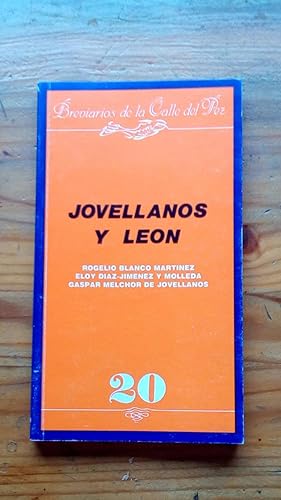 Breviarios de la Calle del Pez
JOVELLANOS
Y LEON
ROGELIO BLANCO MARTINEZ
ELOY DIAZ-JIMENEZ Y MOLLEDA
GASPAR MELCHOR DE JOVELLANOS
20